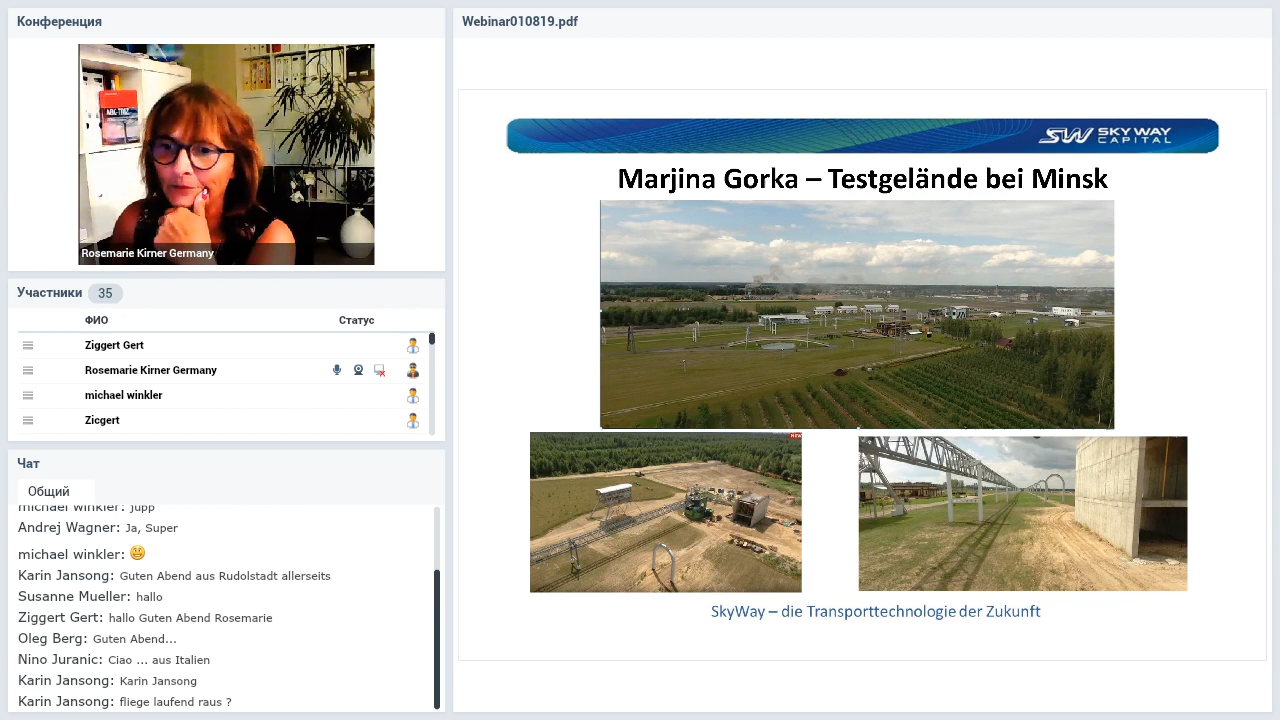 Конференция
Rosemarie Kirner Germany
Участники 35
ФИО Статус
Ziggert Gert
Rosemarie Kirner Germany
michael winkler
Zicgert
Чат
Общий
michael winkler: jupp
Andrej Wagner: Ja, Super
michael winkler:
Karin Jansong: Guten Abend aus Rudolstadt allerseits
Susanne Mueller: hallo
Ziggert Gert: hallo Guten Abend Rosemarie
Oleg Berg: Guten Abend...
Nino Juranic: Ciao ... aus Italien
Karin Jansong: Karin Jansong
Karin Jansong: fliege laufend raus ?
Webinar010819.pdf
SW SKY WAY
CAPITAL
Marjina Gorka – Testgelände bei Minsk
NEW
SkyWay – die Transporttechnologie der Zukunft